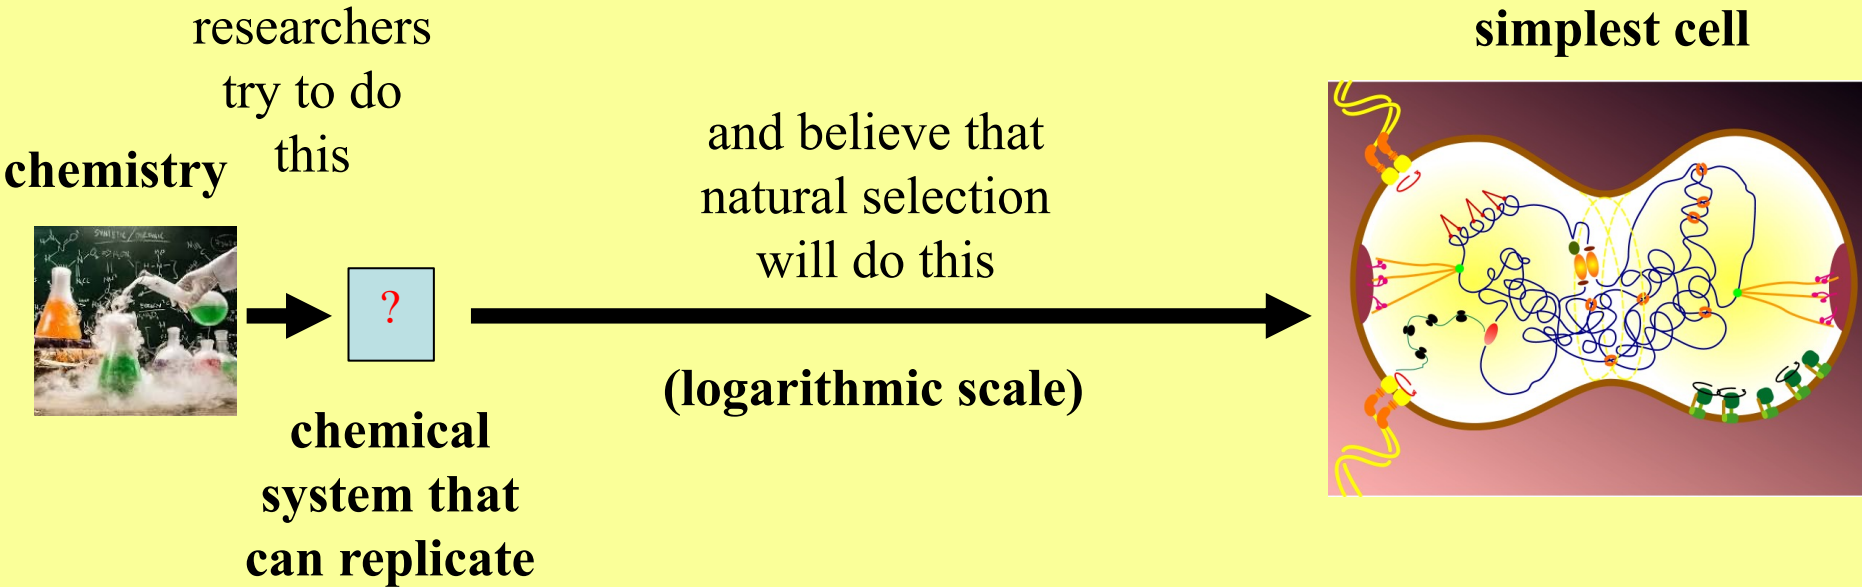 researchers
try to do
this
chemistry
?
chemical
system that
can replicate
and believe that
natural selection
will do this
(logarithmic scale)
simplest cell